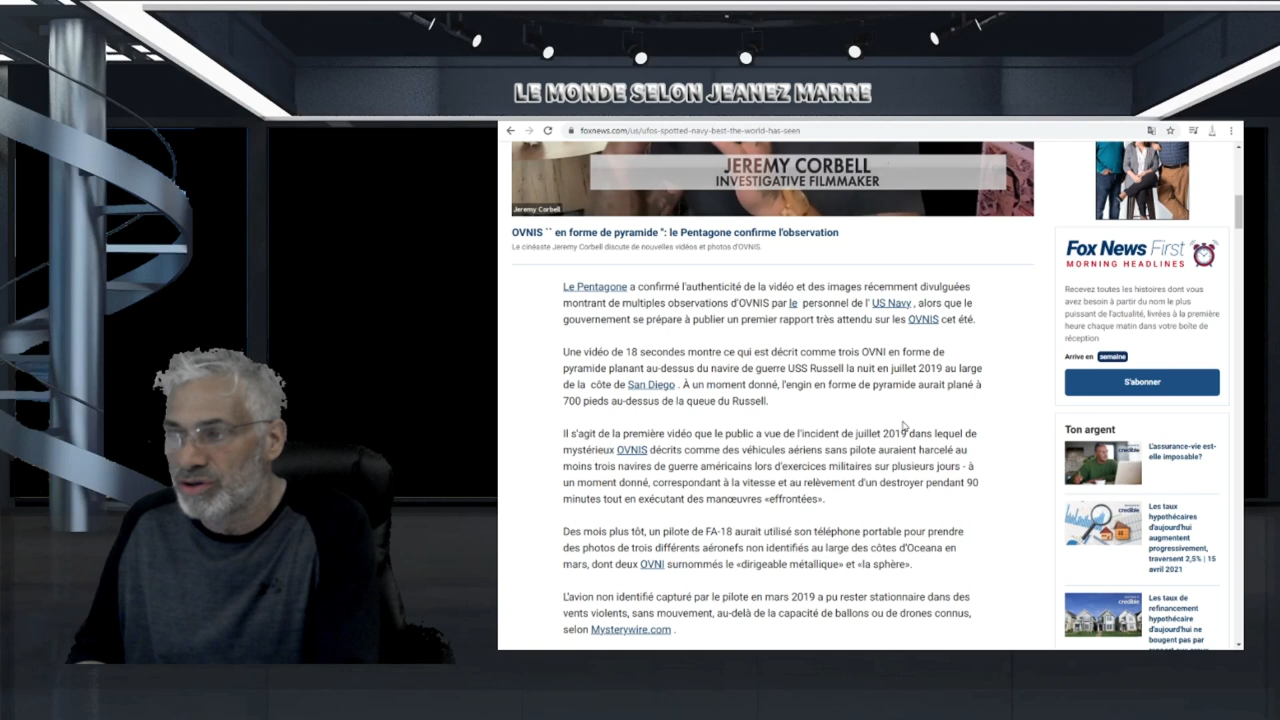 LE MONDE SELON JEANEZ MARRE
foxnews.com/us/ufos-spotted-navy-best-the-world-has-seen
JEREMY CORBELL
INVESTIGATIVE FILMMAKER
Jeremy Corbell
OVNIS `` en forme de pyramide '': le Pentagone confirme l'observation
Le cinéaste Jeremy Corbell discute de nouvelles vidéos et photos d'OVNIS.
Le Pentagone a confirmé l'authenticité de la vidéo et des images récemment divulguées
montrant de multiples observations d'OVNIS par le personnel de l' US Navy , alors que le
gouvernement se prépare à publier un premier rapport très attendu sur les OVNIS cet été.
Une vidéo de 18 secondes montre ce qui est décrit comme trois OVNI en forme de
pyramide planant au-dessus du navire de guerre USS Russell la nuit en juillet 2019 au large
de la côte de San Diego . À un moment donné, l'engin en forme de pyramide aurait plané à
700 pieds au-dessus de la queue du Russell.
Il s'agit de la première vidéo que le public a vue de l'incident de juillet 2019 dans lequel de
mystérieux OVNIS décrits comme des véhicules aériens sans pilote auraient harcelé au
moins trois navires de guerre américains lors d'exercices militaires sur plusieurs jours - à
un moment donné, correspondant à la vitesse et au relèvement d'un destroyer pendant 90
minutes tout en exécutant des manœuvres «effrontées».
Des mois plus tôt, un pilote de FA-18 aurait utilisé son téléphone portable pour prendre
des photos de trois différents aéronefs non identifiés au large des côtes d'Oceana en
mars, dont deux OVNI surnommés le «dirigeable métallique» et «la sphère».
L'avion non identifié capturé par le pilote en mars 2019 a pu rester stationnaire dans des
vents violents, sans mouvement, au-delà de la capacité de ballons ou de drones connus,
selon Mysterywire.com .
Fox News First
MORNING HEADLINES
Recevez toutes les histoires dont vous
avez besoin à partir du nom le plus
puissant de l'actualité, livrées à la première
heure chaque matin dans votre boîte de
réception
Arrive en semaine
S'abonner
Ton argent
credible
L'assurance-vie est-
elle imposable?
credible
Les taux
hypothécaires
d'aujourd'hui
augmentent
progressivement,
traversent 2,5% | 15
avril 2021
credible
Les taux de
refinancement
hypothécaire
d'aujourd'hui ne
bougent pas par